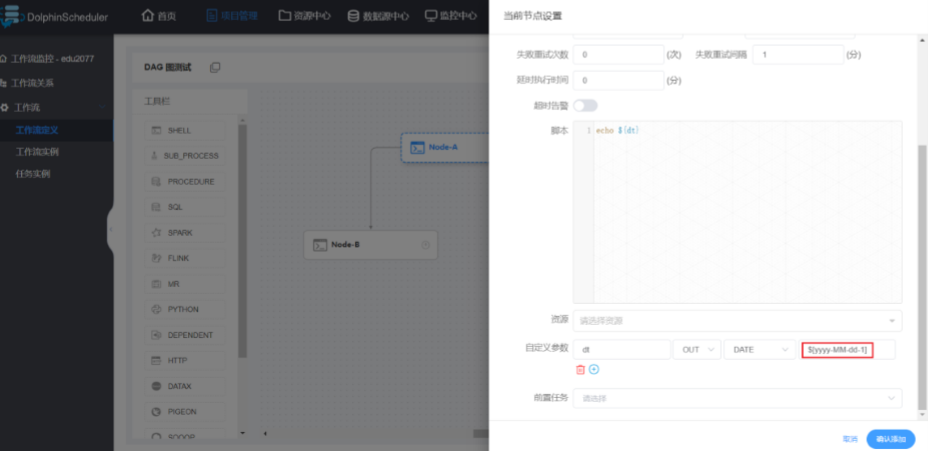 DolphinScheduler
首页
项目管理
资源中心
数据源中心
监控中心
当前节点设置
工作流监控 - edu2077
工作流关系
工作流
工作流定义
工作流实例
任务实例
DAG 图测试
工具栏
SHELL
SUB_PROCESS
PROCEDURE
SQL
SPARK
FLINK
MR
PYTHON
DEPENDENT
HTTP
DATAX
PIGEON
SQOOP
Node-A
Node-B
失败重试次数 0 (次) 失败重试间隔 1 (分)
延时执行时间 0 (分)
超时告警
脚本 1 echo ${dt}
资源 请选择资源
自定义参数 dt OUT DATE $[yyyy-MM-dd-1]
前置任务 请选择
取消 确认添加